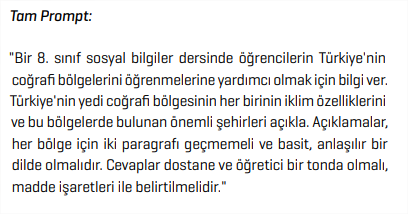 Tam Prompt:
"Bir 8. sınıf sosyal bilgiler dersinde öğrencilerin Türkiye'nin
coğrafi bölgelerini öğrenmelerine yardımcı olmak için bilgi ver.
Türkiye'nin yedi coğrafi bölgesinin her birinin iklim özelliklerini
ve bu bölgelerde bulunan önemli şehirleri açıkla. Açıklamalar,
her bölge için iki paragrafı geçmemeli ve basit, anlaşılır bir
dilde olmalıdır. Cevaplar dostane ve öğretici bir tonda olmalı,
madde işaretleri ile belirtilmelidir."